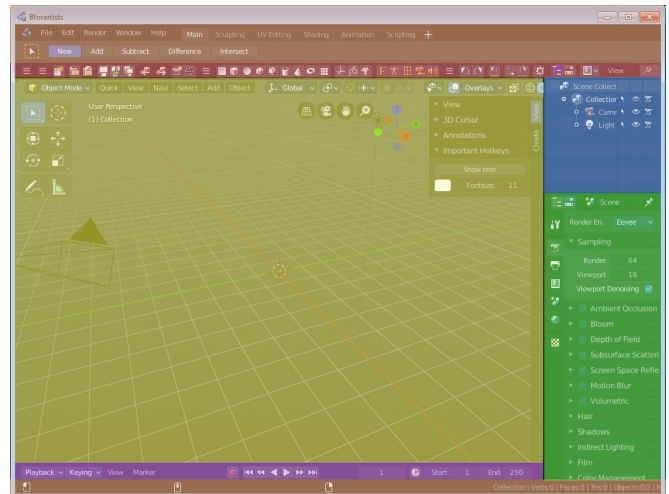 Bforartists
File Edit Render Window Help Main Sculpting UV Editing Shading Animation Scripting +
New Add Subtract Difference Intersect
View
Object Mode Quick View Navi Select Add Object Global Overlays
User Perspective
(1) Collection
View
3D Cursor
Annotations
Important Hotkeys
Show text
Fontsize: 11
View
Create
Scene Collect
Collection
Came
Light
Scene
Render En.. Eevee
Sampling
Render 64
Viewport 16
Viewport Denoising
Ambient Occlusion
Bloom
Depth of Field
Subsurface Scatteri
Screen Space Refle
Motion Blur
Volumetric
Hair
Shadows
Indirect Lighting
Film
Color Management
Playback Keying View Marker 1 Start: 1 End: 250
Collection | Verts:0 | Faces:0 | Tris:0 | Objects:0/2 |